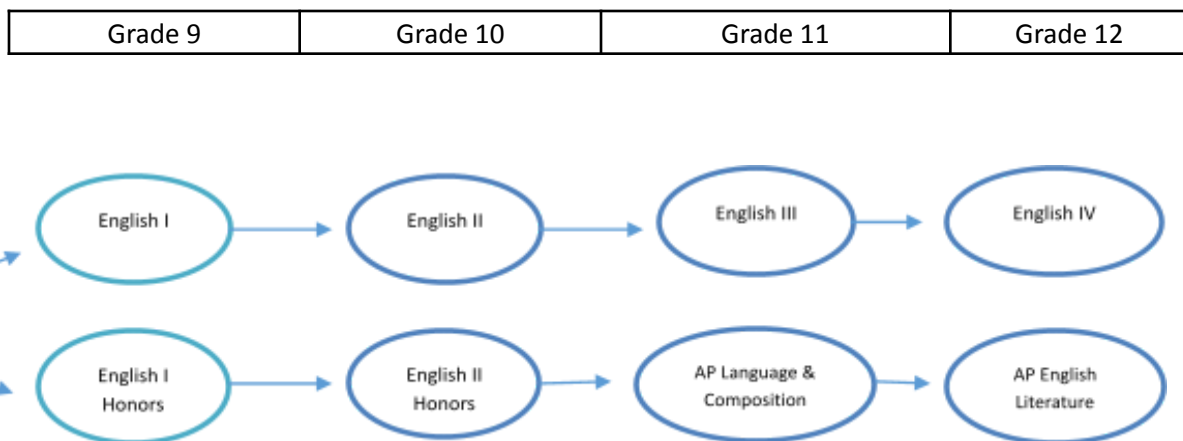 Grade 9
Grade 10
Grade 11
Grade 12
English I
English II
English III
English IV
English I
Honors
English II
Honors
AP Language &
Composition
AP English
Literature